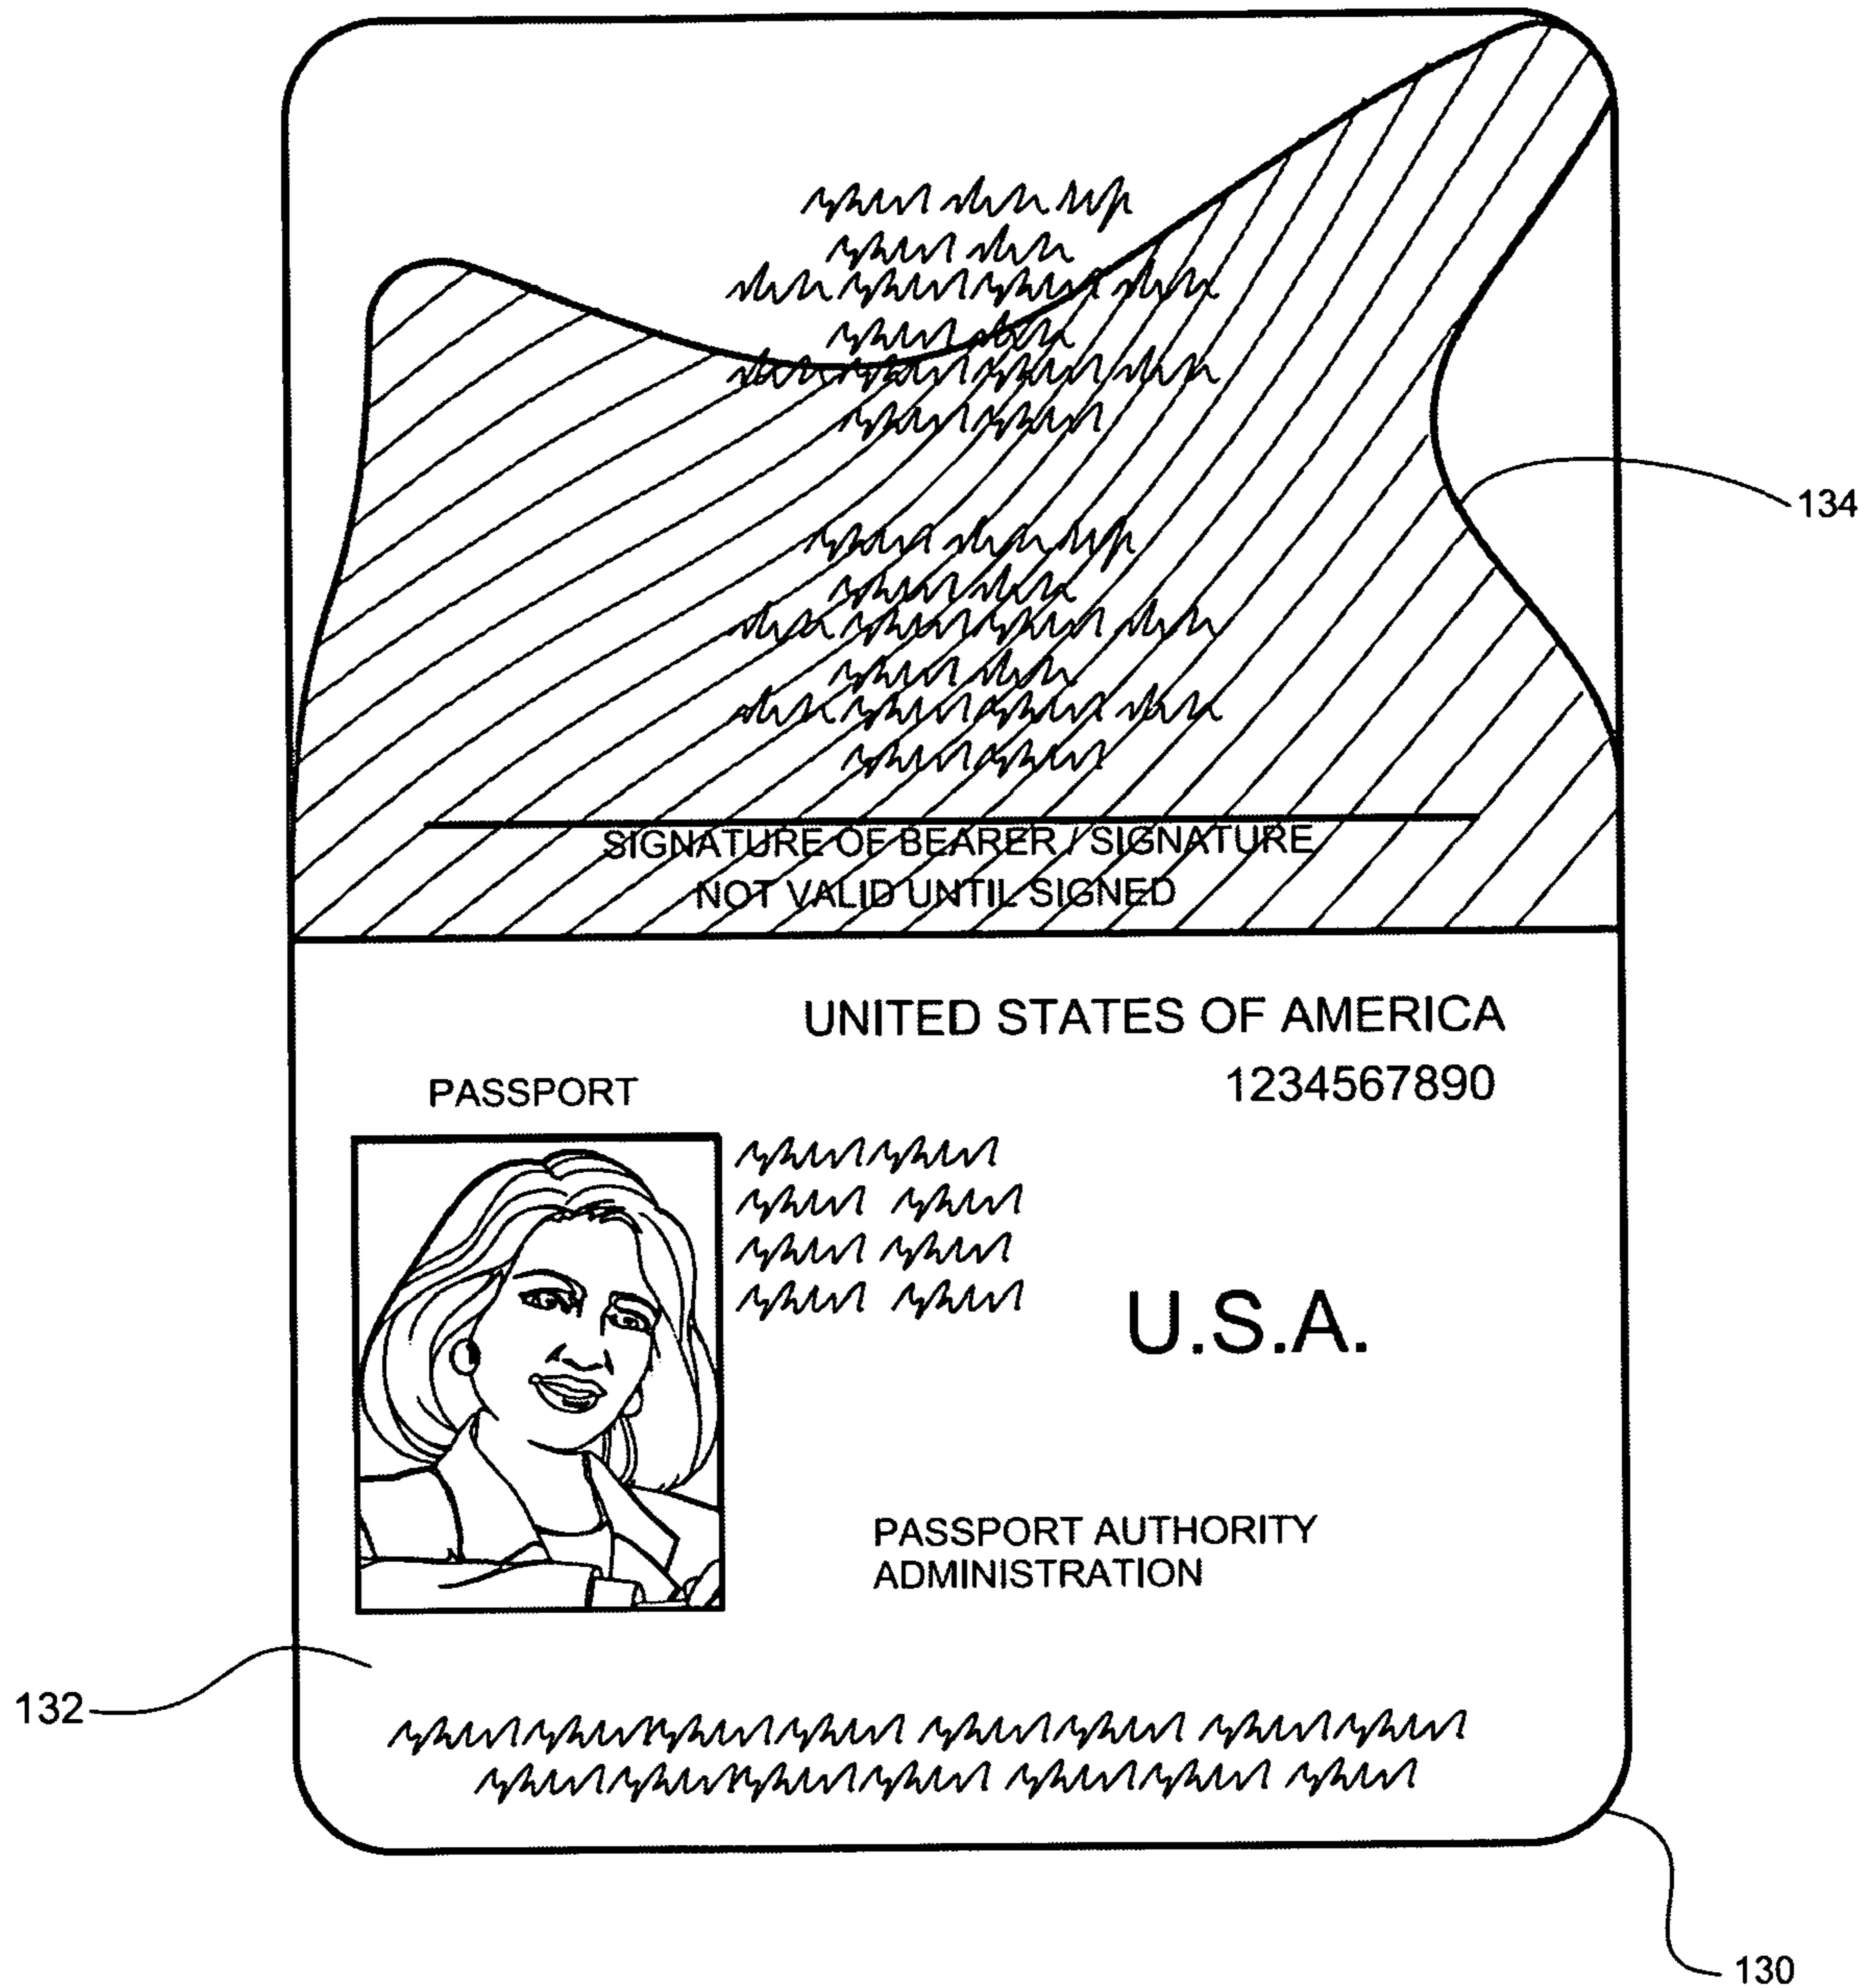 134
SIGNATURE OF BEARER / SIGNATURE
NOT VALID UNTIL SIGNED
UNITED STATES OF AMERICA
1234567890
PASSPORT
U.S.A.
PASSPORT AUTHORITY
ADMINISTRATION
132
130